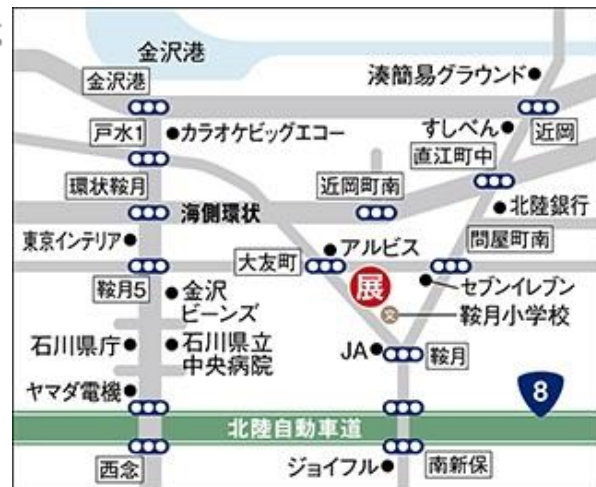 金沢港
金沢港
湊簡易グラウンド
戸水1
カラオケビッグエコー
すしべん
近岡
直江町中
環状鞍月
海側環状
近岡町南
北陸銀行
東京インテリア
大友町
アルビス
問屋町南
鞍月5
金沢
ビーンズ
展
セブンイレブン
文
鞍月小学校
石川県庁
石川県立
中央病院
JA
鞍月
ヤマダ電機
8
北陸自動車道
西念
ジョイフル
南新保